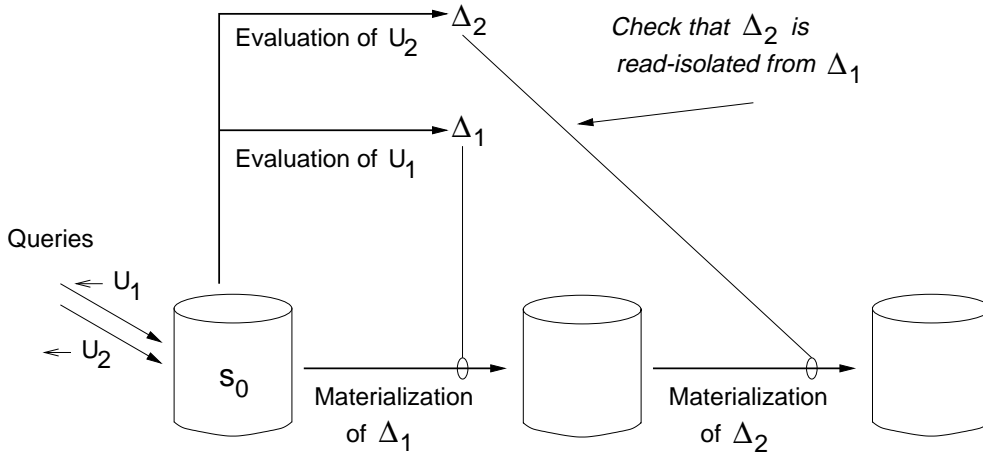 Δ2
Evaluation of U2
Check that Δ2 is
read-isolated from Δ1
Δ1
Evaluation of U1
Queries
← U1
← U2
s0
Materialization
of Δ1
Materialization
of Δ2